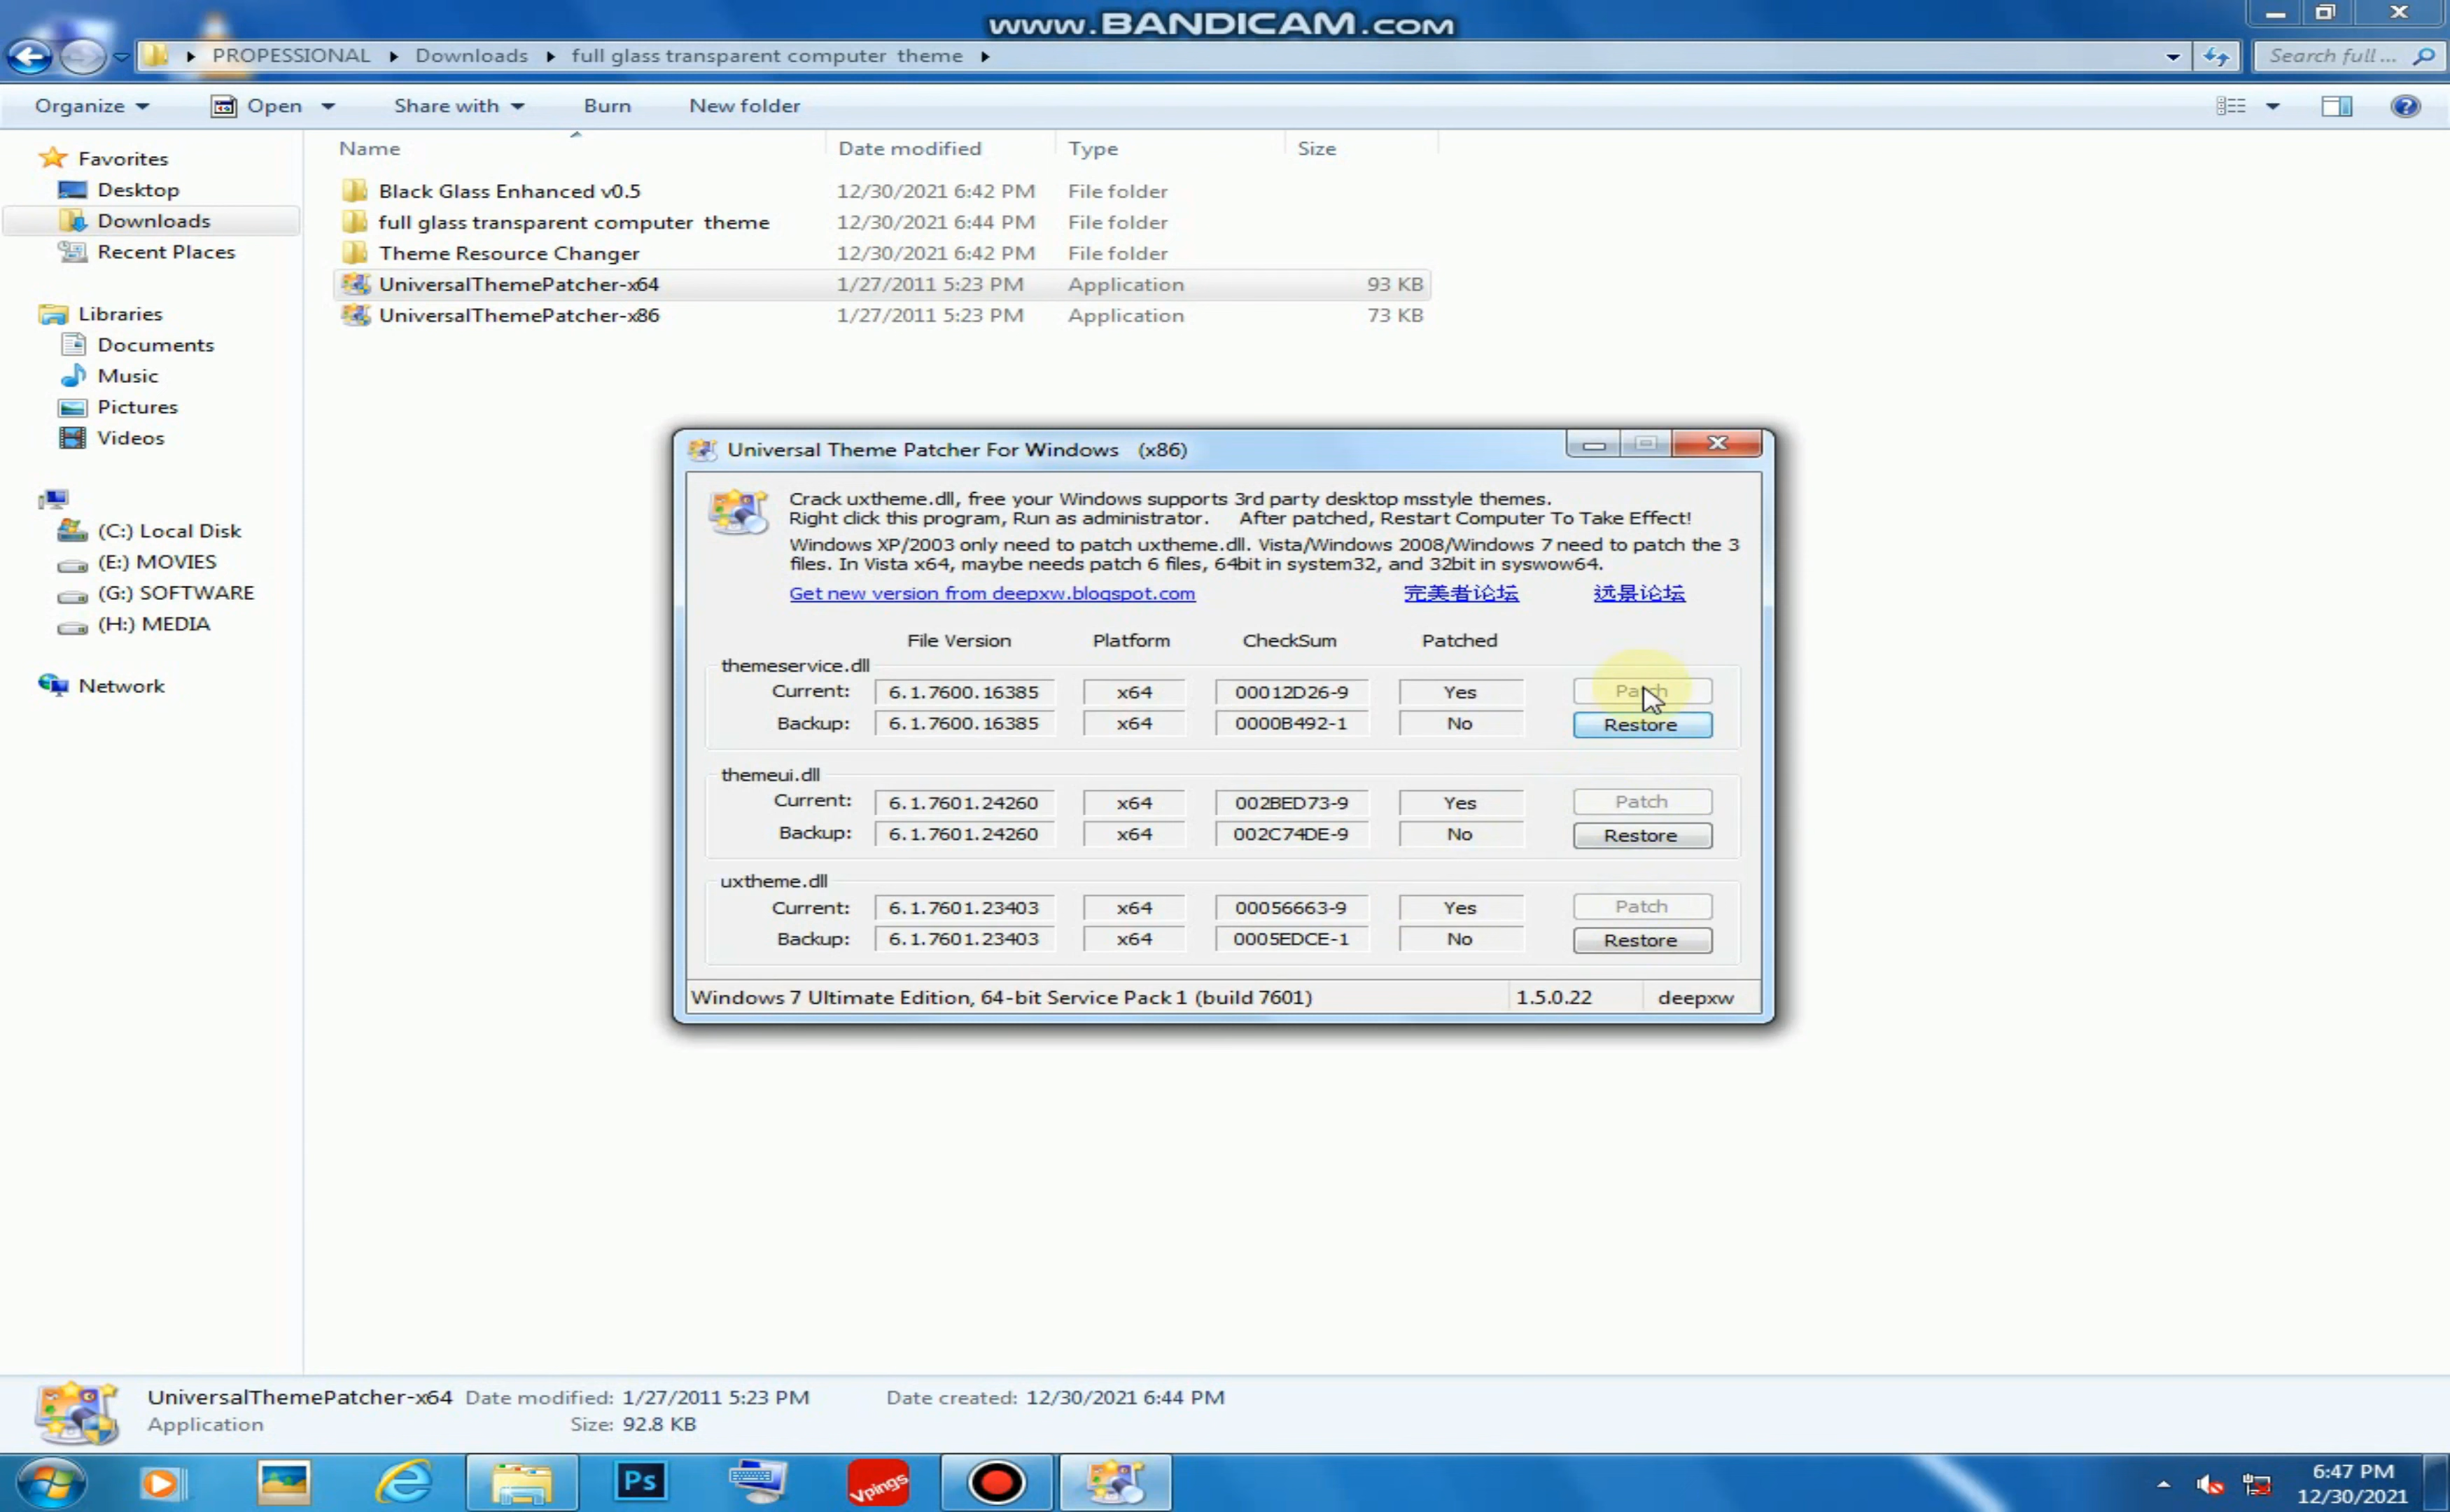 www.BANDICAM.com
PROPESSIONAL Downloads full glass transparent computer theme
Search full ...
Organize Open Share with Burn New folder
Name Date modified Type Size
Favorites
Desktop
Downloads
Recent Places
Libraries
Documents
Music
Pictures
Videos
(C:) Local Disk
(E:) MOVIES
(G:) SOFTWARE
(H:) MEDIA
Network
Black Glass Enhanced v0.5 12/30/2021 6:42 PM File folder
full glass transparent computer theme 12/30/2021 6:44 PM File folder
Theme Resource Changer 12/30/2021 6:42 PM File folder
UniversalThemePatcher-x64 1/27/2011 5:23 PM Application 93 KB
UniversalThemePatcher-x86 1/27/2011 5:23 PM Application 73 KB
Universal Theme Patcher For Windows (x86)
Crack uxtheme.dll, free your Windows supports 3rd party desktop msstyle themes.
Right click this program, Run as administrator. After patched, Restart Computer To Take Effect!
Windows XP/2003 only need to patch uxtheme.dll. Vista/Windows 2008/Windows 7 need to patch the 3
files. In Vista x64, maybe needs patch 6 files, 64bit in system32, and 32bit in syswow64.
Get new version from deepxw.blogspot.com 完美者论坛 远景论坛
File Version Platform CheckSum Patched
themeservice.dll
Current: 6.1.7600.16385 x64 00012D26-9 Yes Patch
Backup: 6.1.7600.16385 x64 0000B492-1 No Restore
themeui.dll
Current: 6.1.7601.24260 x64 002BED73-9 Yes Patch
Backup: 6.1.7601.24260 x64 002C74DE-9 No Restore
uxtheme.dll
Current: 6.1.7601.23403 x64 00056663-9 Yes Patch
Backup: 6.1.7601.23403 x64 0005EDCE-1 No Restore
Windows 7 Ultimate Edition, 64-bit Service Pack 1 (build 7601) 1.5.0.22 deepxw
UniversalThemePatcher-x64 Date modified: 1/27/2011 5:23 PM Date created: 12/30/2021 6:44 PM
Application Size: 92.8 KB
Ps
Vpings
6:47 PM
12/30/2021